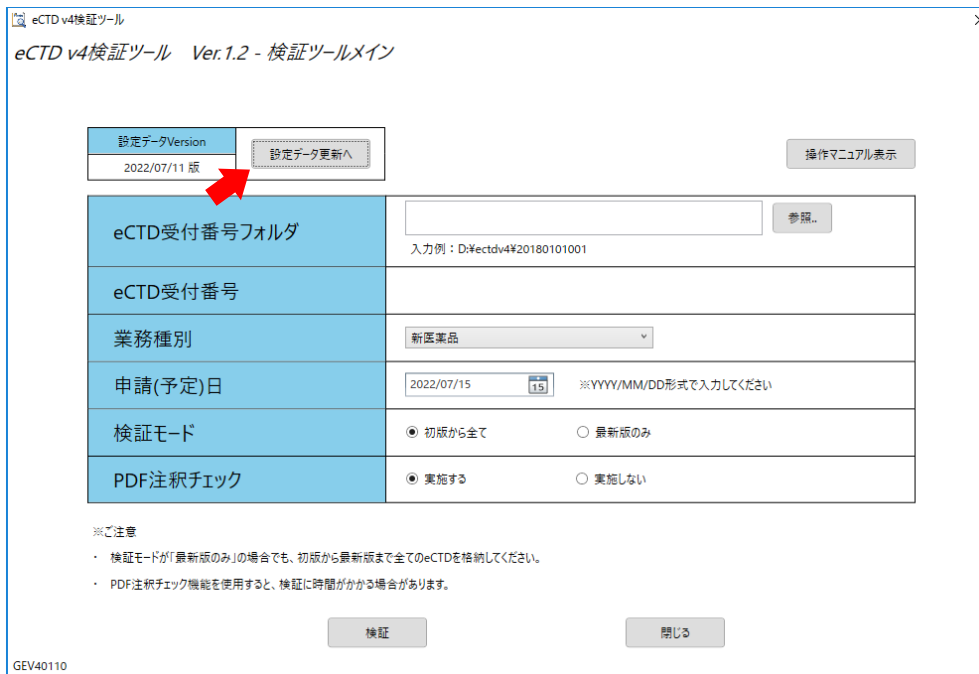 eCTD v4検証ツール
eCTD v4検証ツール　Ver.1.2 - 検証ツールメイン
設定データVersion
2022/07/11 版
設定データ更新へ
操作マニュアル表示
eCTD受付番号フォルダ
参照..
入力例：D:¥ectdv4¥20180101001
eCTD受付番号
業務種別
新医薬品
申請(予定)日
2022/07/15
15
※YYYY/MM/DD形式で入力してください
検証モード
初版から全て
最新版のみ
PDF注釈チェック
実施する
実施しない
※ご注意
・ 検証モードが「最新版のみ」の場合でも、初版から最新版まで全てのeCTDを格納してください。
・ PDF注釈チェック機能を使用すると、検証に時間がかかる場合があります。
検証
閉じる
GEV40110